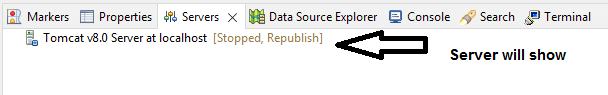 Markers Properties Servers Data Source Explorer Console Search Terminal
Tomcat v8.0 Server at localhost [Stopped, Republish]
Server will show